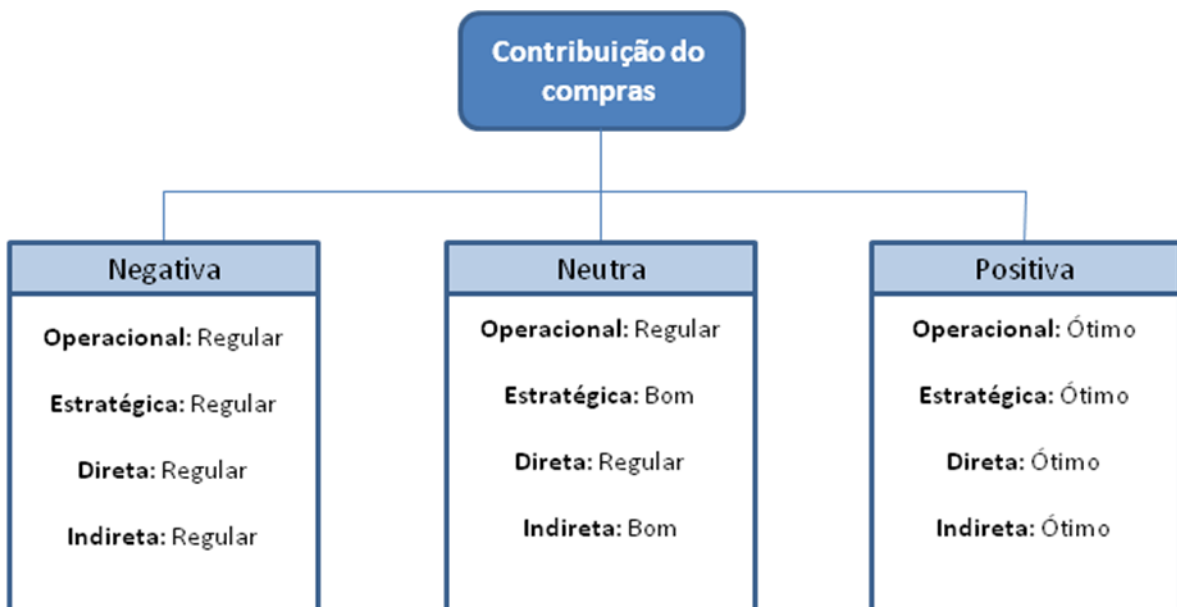 Contribuição do
compras
Negativa
Operacional: Regular
Estratégica: Regular
Direta: Regular
Indireta: Regular
Neutra
Operacional: Regular
Estratégica: Bom
Direta: Regular
Indireta: Bom
Positiva
Operacional: Ótimo
Estratégica: Ótimo
Direta: Ótimo
Indireta: Ótimo